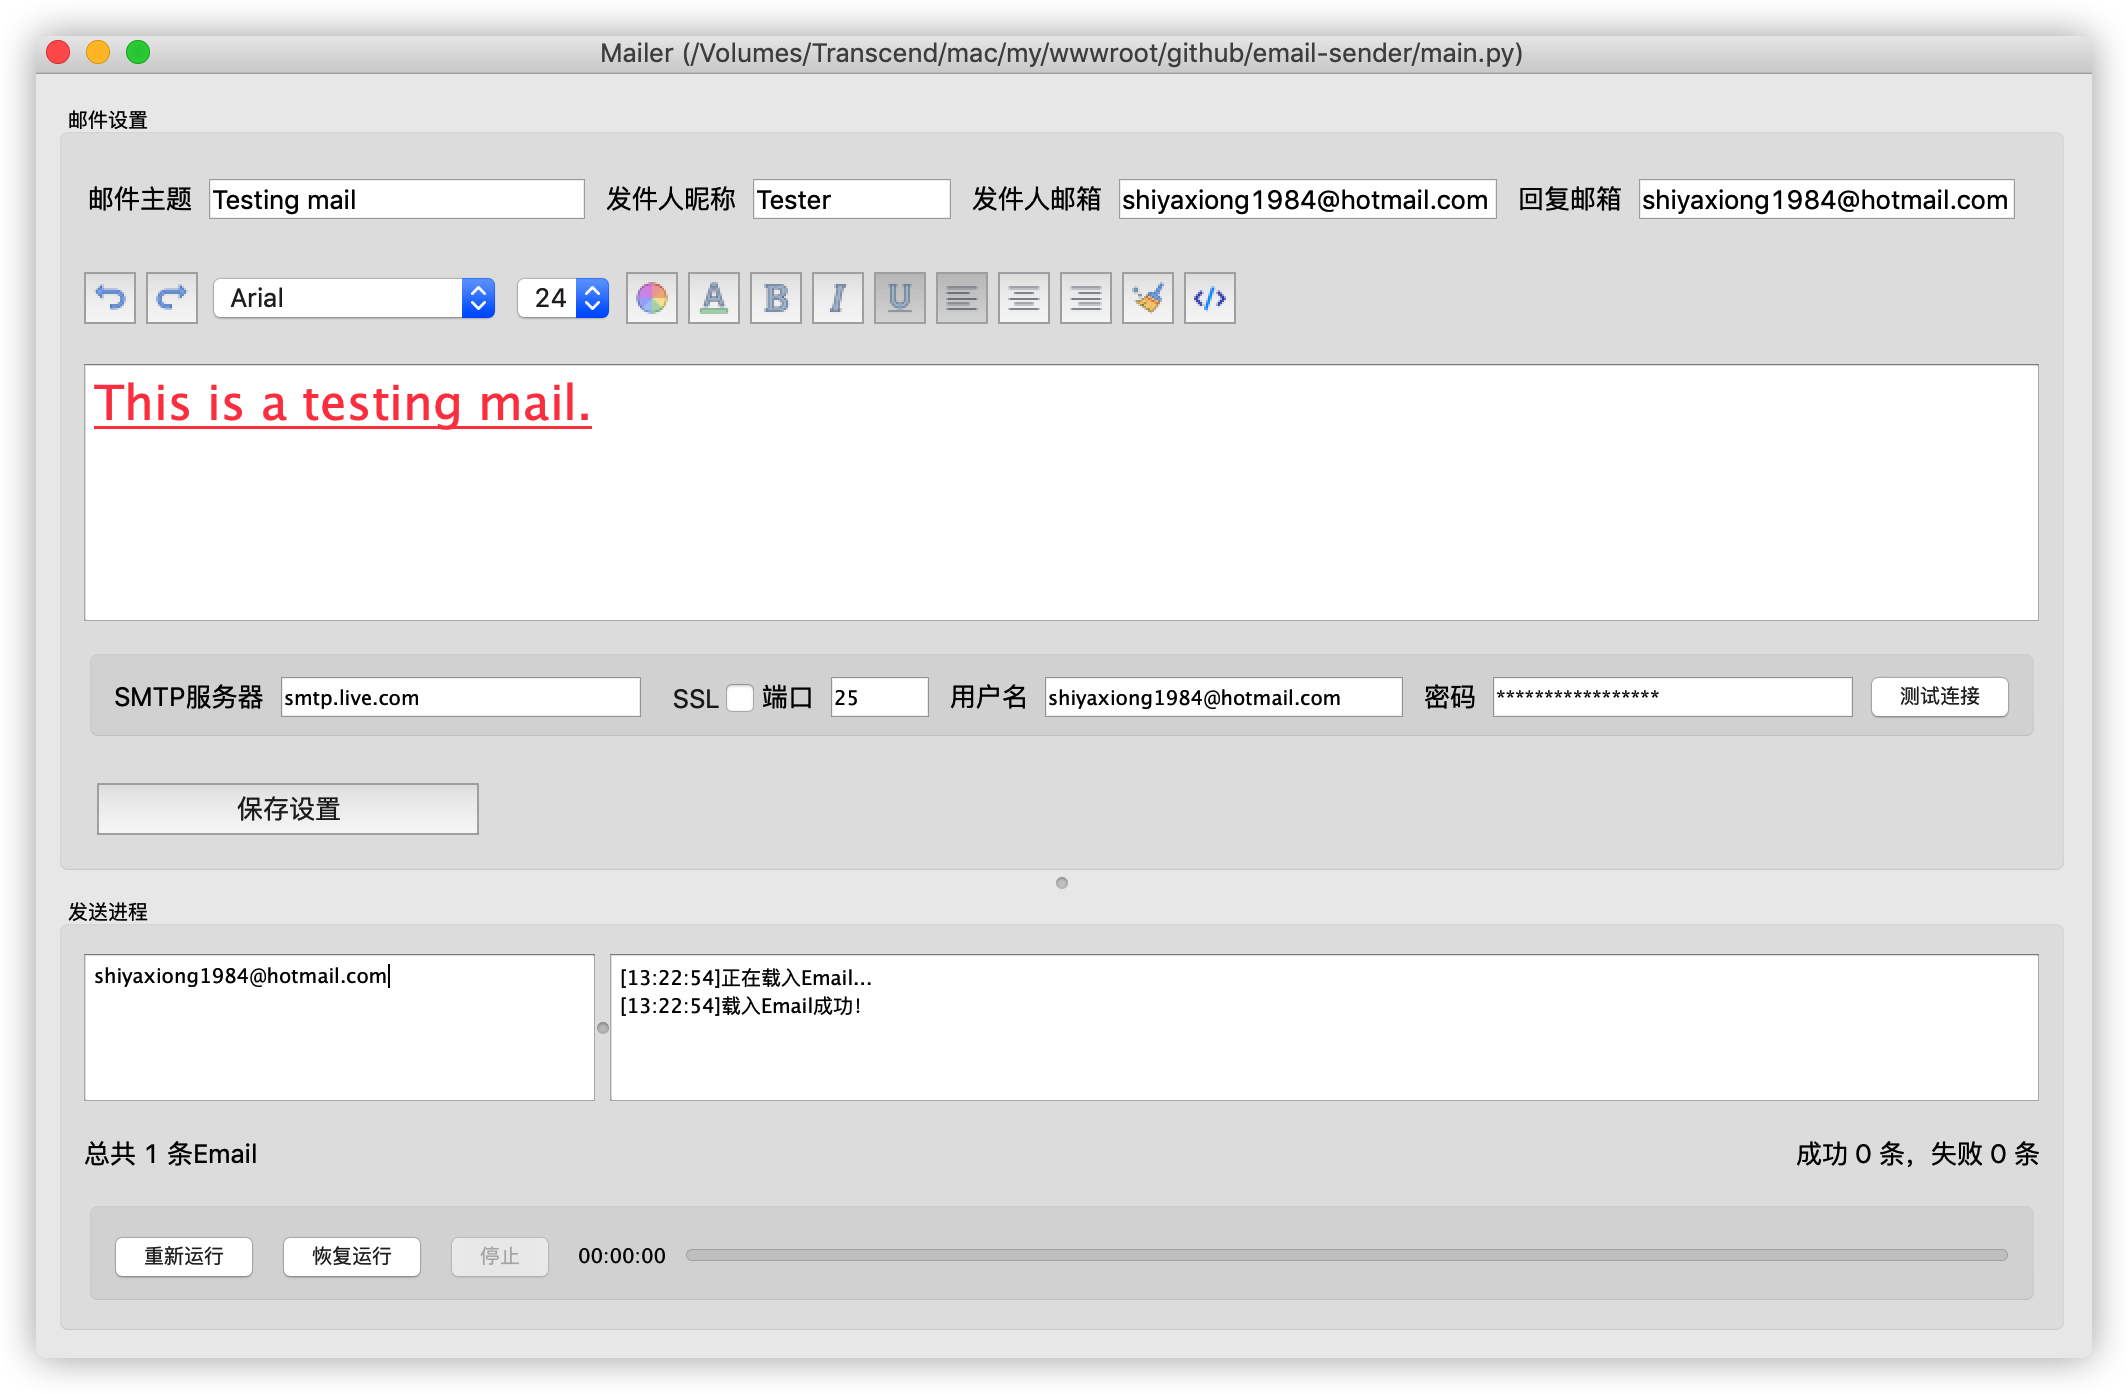 Mailer (/Volumes/Transcend/mac/my/wwwroot/github/email-sender/main.py)
邮件设置
邮件主题 Testing mail 发件人昵称 Tester 发件人邮箱 shiyaxiong1984@hotmail.com 回复邮箱 shiyaxiong1984@hotmail.com
Arial 24 A B I U </>
This is a testing mail.
SMTP服务器 smtp.live.com SSL 端口 25 用户名 shiyaxiong1984@hotmail.com 密码 ***************** 测试连接
保存设置
发送进程
shiyaxiong1984@hotmail.com
[13:22:54]正在载入Email...
[13:22:54]载入Email成功!
总共 1 条Email 成功 0 条，失败 0 条
重新运行 恢复运行 停止 00:00:00